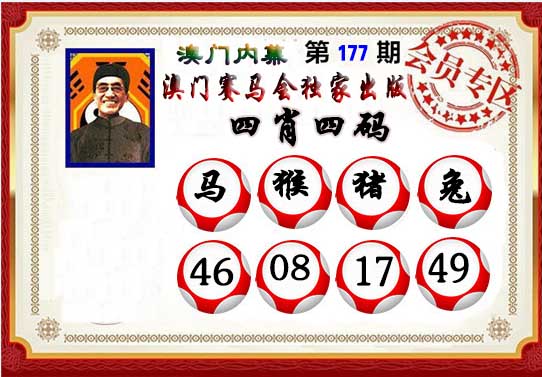 澳门内幕 第177期
会员专区
澳门赛马会独家出版
四肖四码
马 猴 猪 兔
46 08 17 49